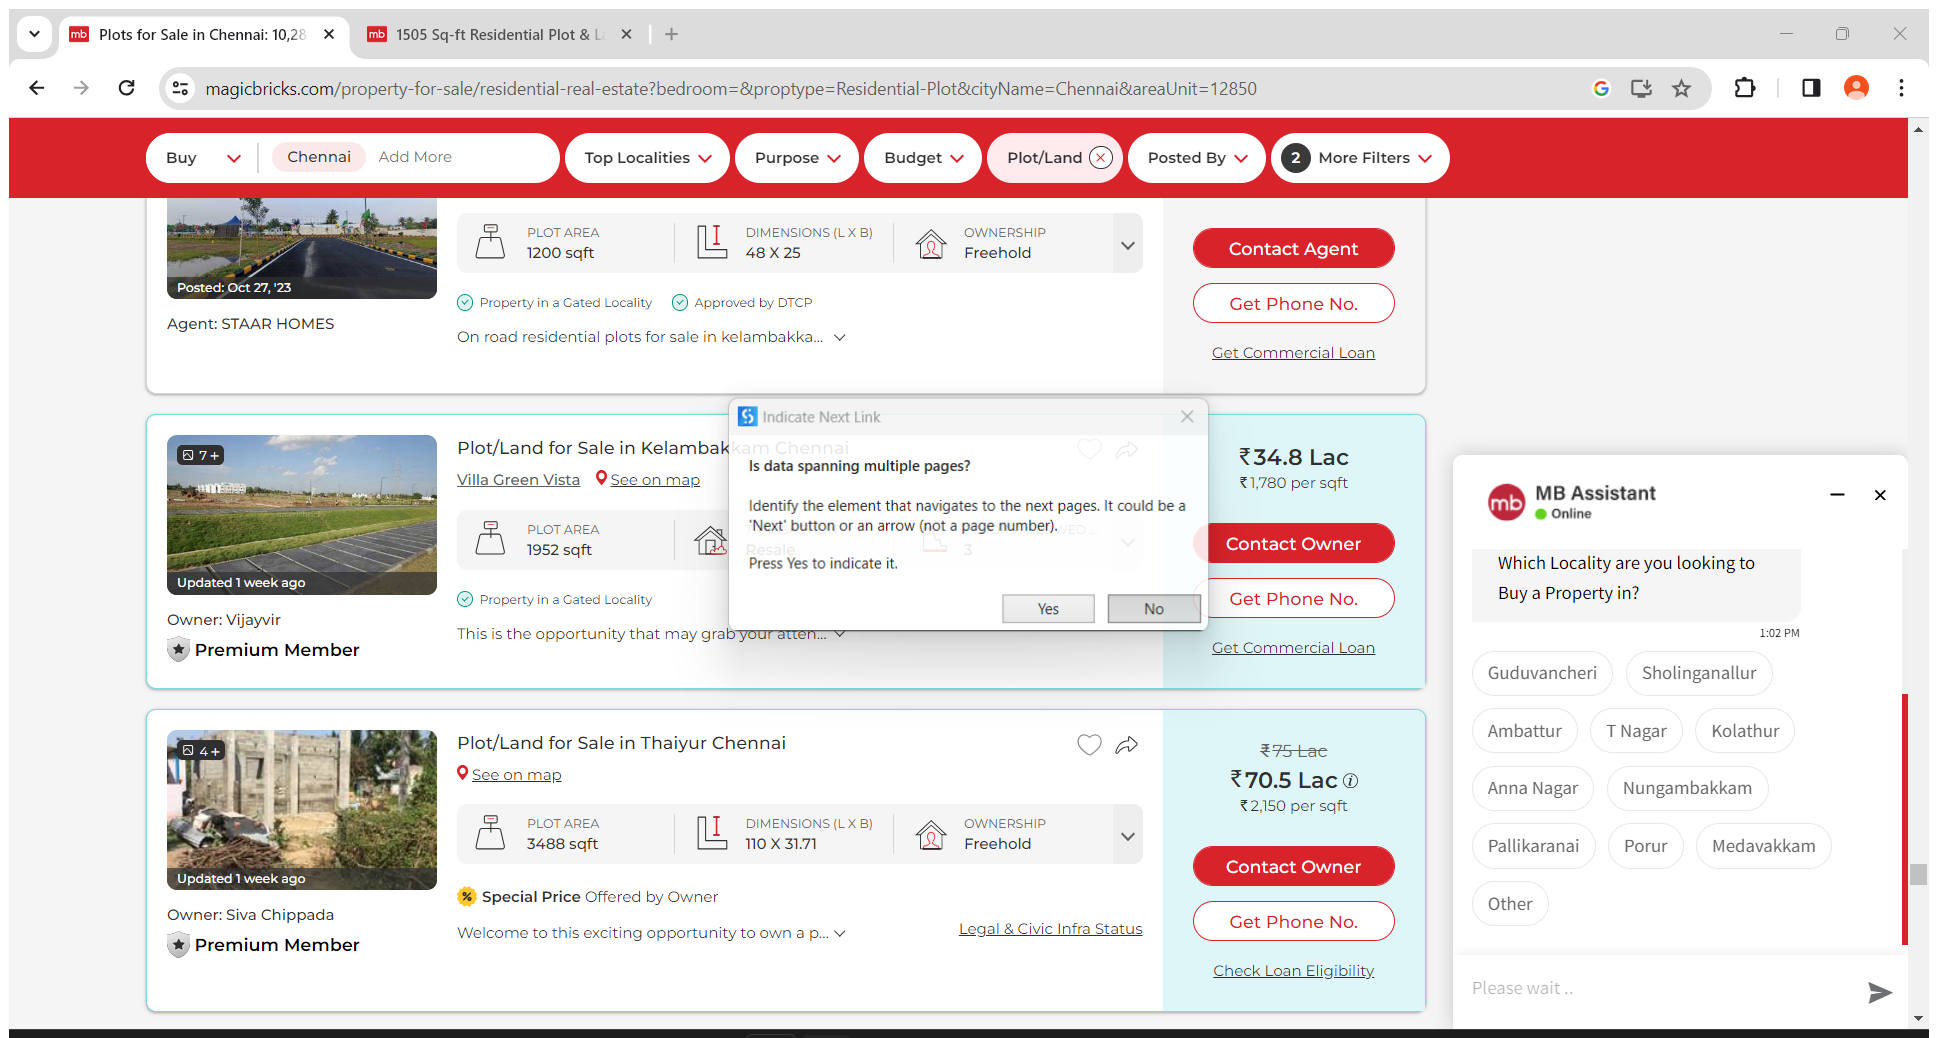 mb Plots for Sale in Chennai: 10,28
mb 1505 Sq-ft Residential Plot & La
magicbricks.com/property-for-sale/residential-real-estate?bedroom=&proptype=Residential-Plot&cityName=Chennai&areaUnit=12850
Buy Chennai Add More Top Localities Purpose Budget Plot/Land Posted By 2 More Filters
PLOT AREA
1200 sqft
DIMENSIONS (L X B)
48 X 25
OWNERSHIP
Freehold
Posted: Oct 27, '23
Agent: STAAR HOMES
Property in a Gated Locality Approved by DTCP
On road residential plots for sale in kelambakka...
Contact Agent
Get Phone No.
Get Commercial Loan
7 +
Updated 1 week ago
Owner: Vijayvir
Premium Member
Plot/Land for Sale in Kelambakkam Chennai
Villa Green Vista See on map
PLOT AREA
1952 sqft
Resale
3
Property in a Gated Locality
This is the opportunity that may grab your atten...
₹34.8 Lac
₹1,780 per sqft
Contact Owner
Get Phone No.
Get Commercial Loan
Indicate Next Link
Is data spanning multiple pages?
Identify the element that navigates to the next pages. It could be a
'Next' button or an arrow (not a page number).
Press Yes to indicate it.
Yes No
4 +
Updated 1 week ago
Owner: Siva Chippada
Premium Member
Plot/Land for Sale in Thaiyur Chennai
See on map
PLOT AREA
3488 sqft
DIMENSIONS (L X B)
110 X 31.71
OWNERSHIP
Freehold
% Special Price Offered by Owner
Welcome to this exciting opportunity to own a p...
Legal & Civic Infra Status
₹75 Lac
₹70.5 Lac
₹2,150 per sqft
Contact Owner
Get Phone No.
Check Loan Eligibility
mb MB Assistant
Online
Which Locality are you looking to
Buy a Property in?
1:02 PM
Guduvancheri Sholinganallur
Ambattur T Nagar Kolathur
Anna Nagar Nungambakkam
Pallikaranai Porur Medavakkam
Other
Please wait ..